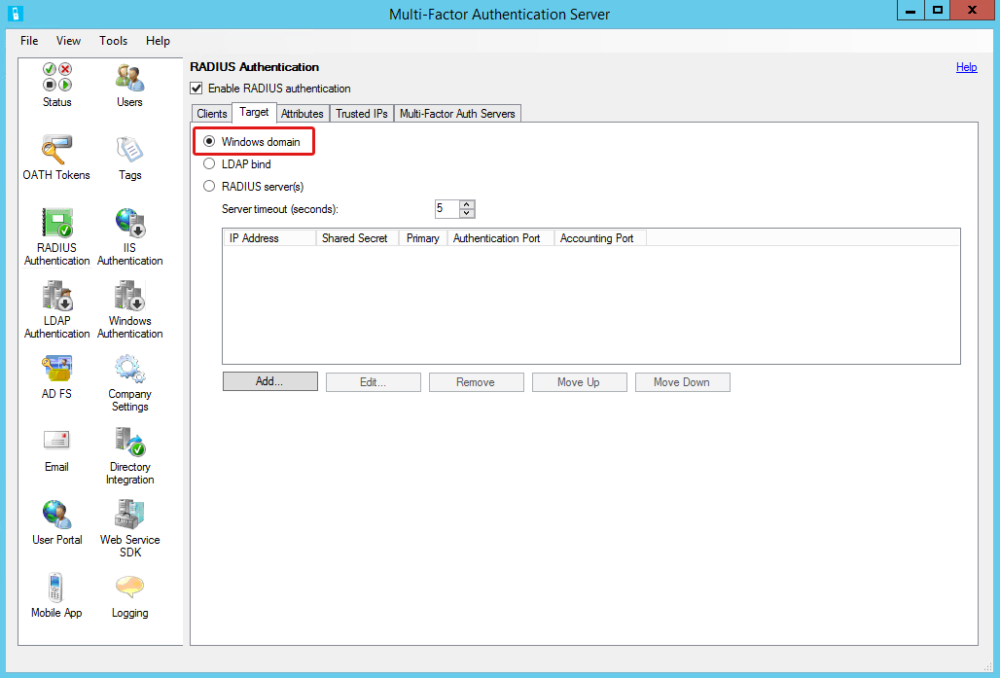 Multi-Factor Authentication Server
File View Tools Help
Status
Users
OATH Tokens
Tags
RADIUS
Authentication
IIS
Authentication
LDAP
Authentication
Windows
Authentication
AD FS
Company
Settings
Email
Directory
Integration
User Portal
Web Service
SDK
Mobile App
Logging
RADIUS Authentication
Help
Enable RADIUS authentication
Clients Target Attributes Trusted IPs Multi-Factor Auth Servers
Windows domain
LDAP bind
RADIUS server(s)
Server timeout (seconds): 5
IP Address Shared Secret Primary Authentication Port Accounting Port
Add... Edit... Remove Move Up Move Down